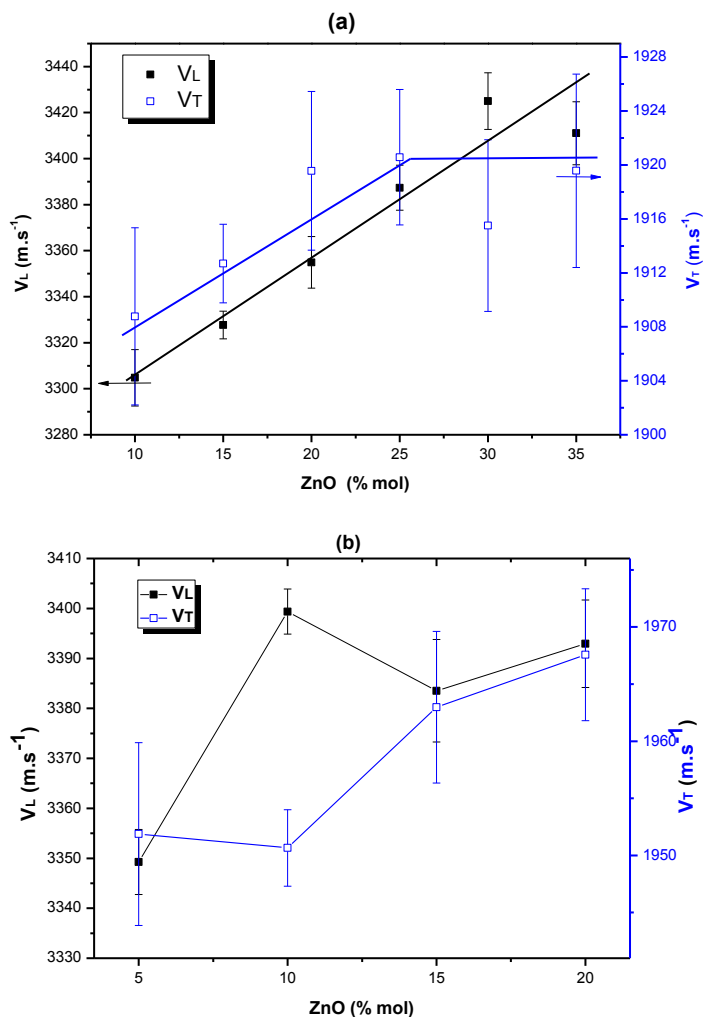 (a)
VL
VT
3440
3420
3400
3380
3360
3340
3320
3300
3280
VL (m.s-1)
1928
1924
1920
1916
1912
1908
1904
1900
VT (m.s-1)
10 15 20 25 30 35
ZnO (% mol)
(b)
VL
VT
3410
3400
3390
3380
3370
3360
3350
3340
3330
VL (m.s-1)
1970
1960
1950
VT (m.s-1)
5 10 15 20
ZnO (% mol)